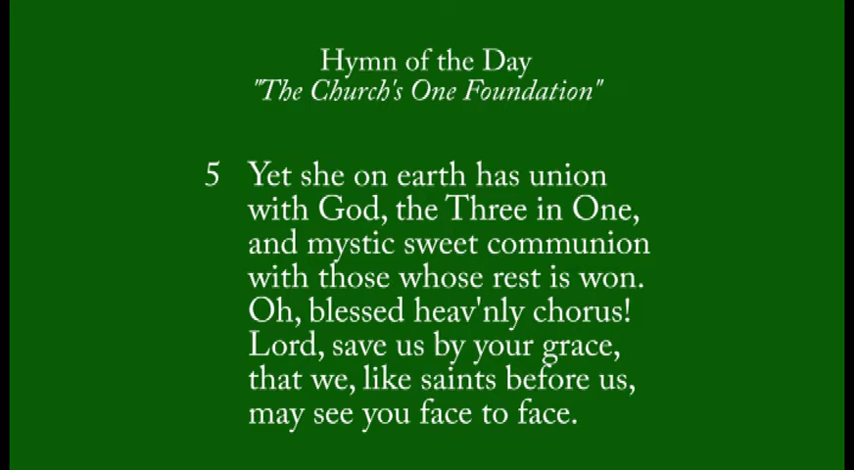 Hymn of the Day
"The Church's One Foundation"
5 Yet she on earth has union
with God, the Three in One,
and mystic sweet communion
with those whose rest is won.
Oh, blessed heav'nly chorus!
Lord, save us by your grace,
that we, like saints before us,
may see you face to face.